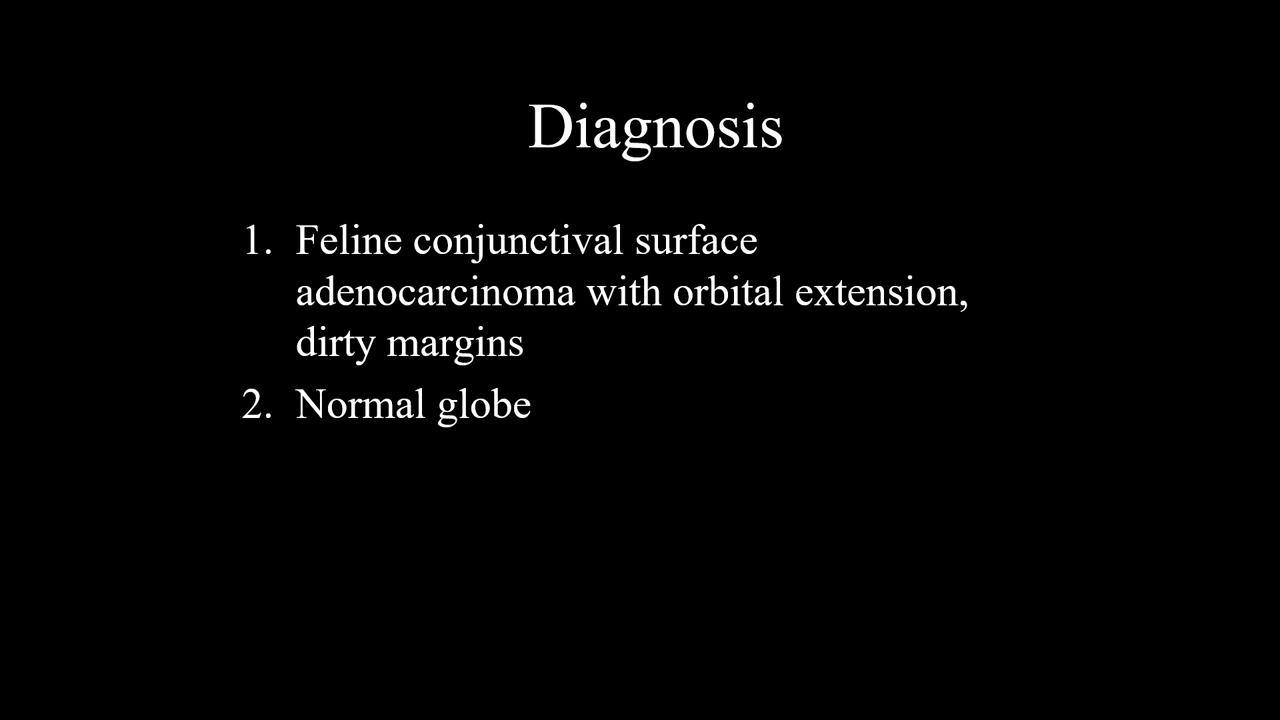 Diagnosis
1. Feline conjunctival surface
adenocarcinoma with orbital extension,
dirty margins
2. Normal globe